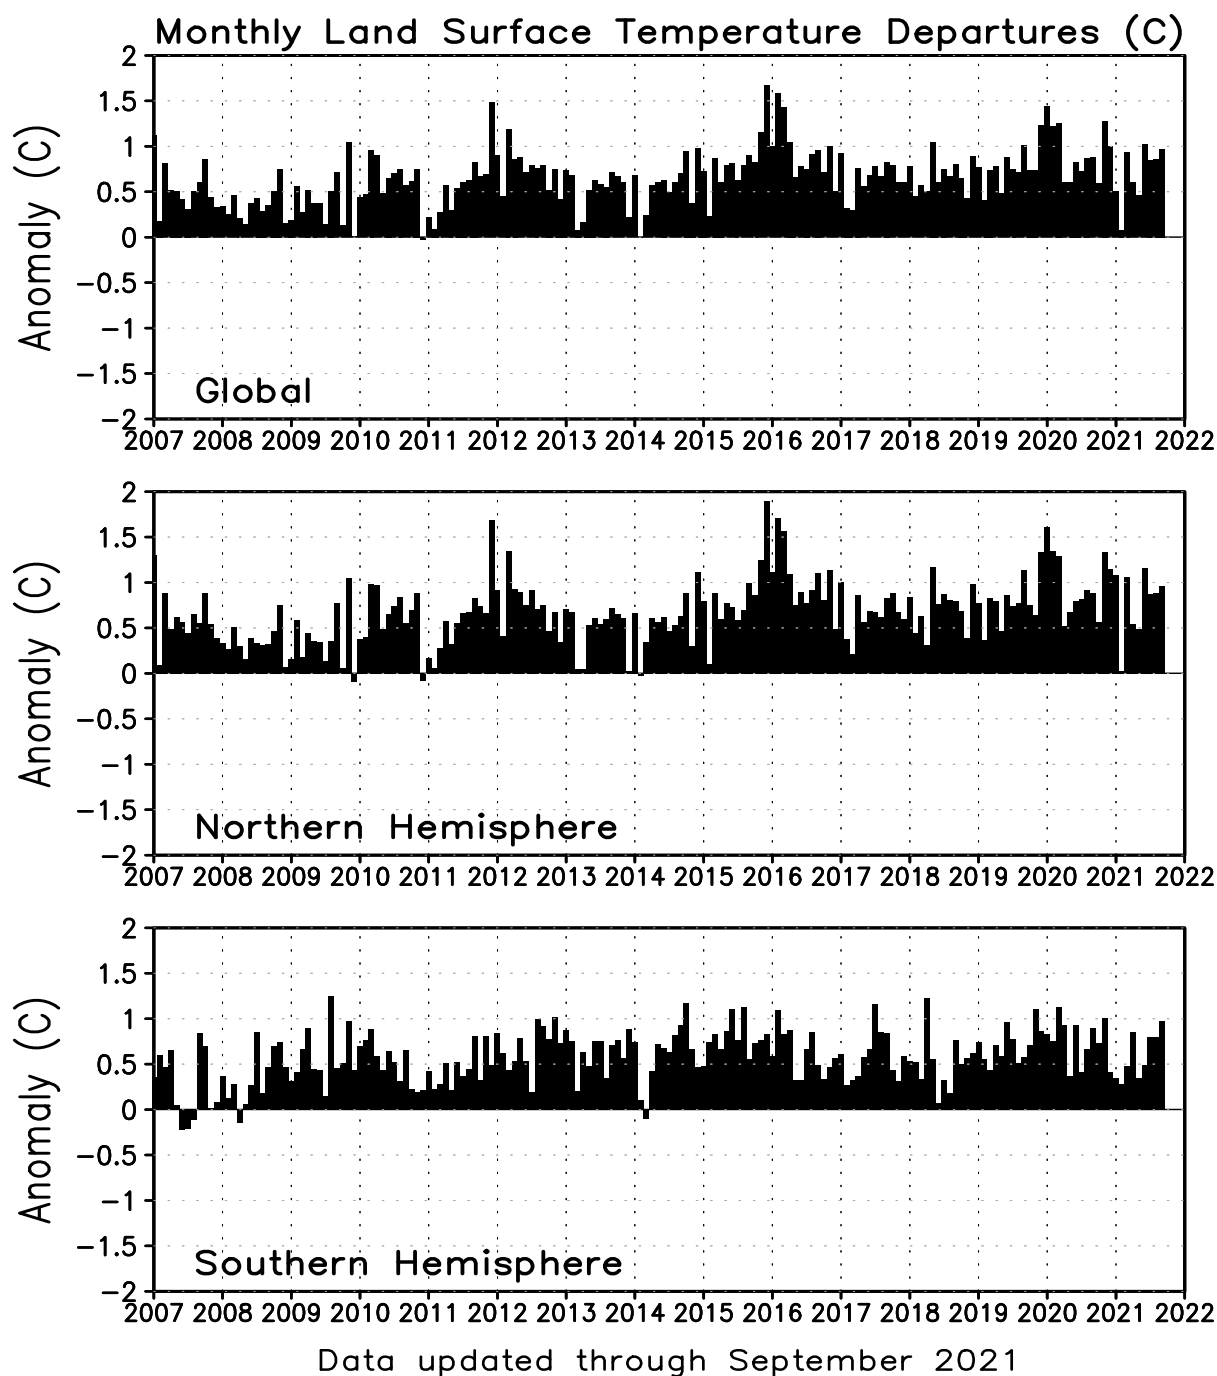 Monthly Land Surface Temperature Departures (C)
Anomaly (C)
2
1.5
1
0.5
0
−0.5
−1
−1.5
−2
Global
2007 2008 2009 2010 2011 2012 2013 2014 2015 2016 2017 2018 2019 2020 2021 2022
Anomaly (C)
2
1.5
1
0.5
0
−0.5
−1
−1.5
−2
Northern Hemisphere
2007 2008 2009 2010 2011 2012 2013 2014 2015 2016 2017 2018 2019 2020 2021 2022
Anomaly (C)
2
1.5
1
0.5
0
−0.5
−1
−1.5
−2
Southern Hemisphere
2007 2008 2009 2010 2011 2012 2013 2014 2015 2016 2017 2018 2019 2020 2021 2022
Data updated through September 2021